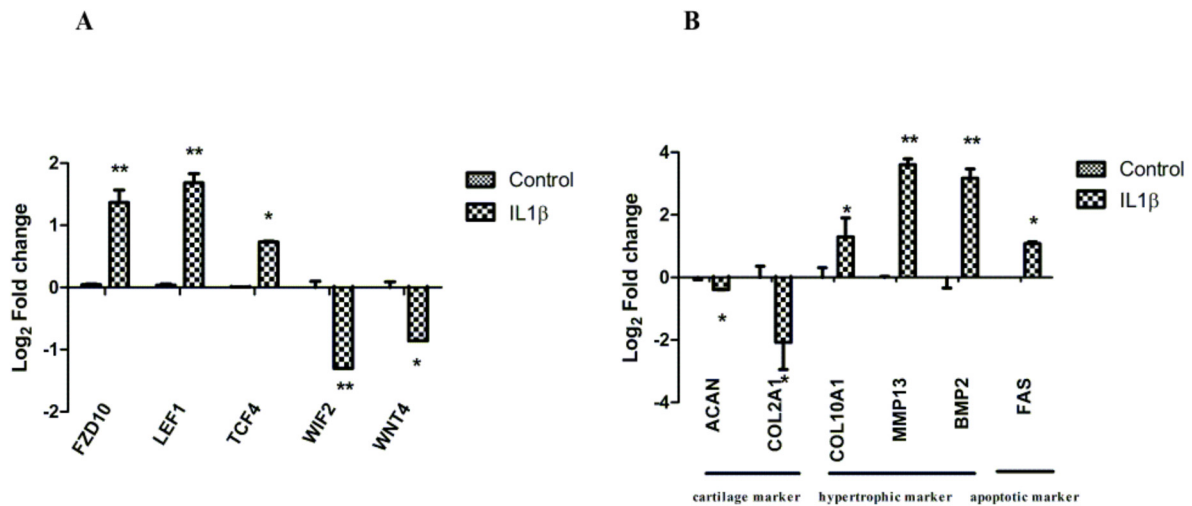 A
Log2 Fold change
2
1
0
-1
-2
**
**
*
**
*
FZD10
LEF1
TCF4
WIF2
WNT4
Control
IL1β
B
Log2 Fold change
4
2
0
-2
-4
*
*
*
**
**
*
ACAN
COL2A1
COL10A1
MMP13
BMP2
FAS
cartilage marker
hypertrophic marker
apoptotic marker
Control
IL1β